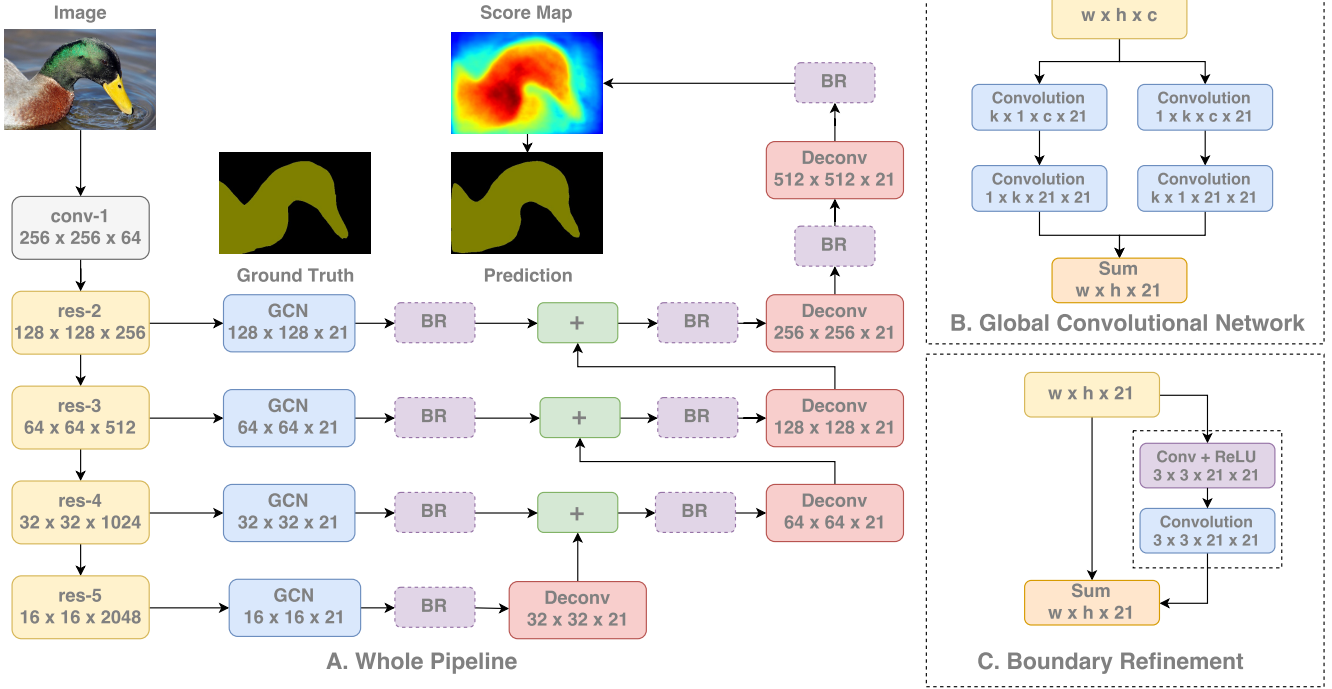 Image
Score Map
BR
Deconv
512 x 512 x 21
BR
conv-1
256 x 256 x 64
Ground Truth
Prediction
res-2
128 x 128 x 256
GCN
128 x 128 x 21
BR
+
BR
Deconv
256 x 256 x 21
res-3
64 x 64 x 512
GCN
64 x 64 x 21
BR
+
BR
Deconv
128 x 128 x 21
res-4
32 x 32 x 1024
GCN
32 x 32 x 21
BR
+
BR
Deconv
64 x 64 x 21
res-5
16 x 16 x 2048
GCN
16 x 16 x 21
BR
Deconv
32 x 32 x 21
A. Whole Pipeline
w x h x c
Convolution
k x 1 x c x 21
Convolution
1 x k x c x 21
Convolution
1 x k x 21 x 21
Convolution
k x 1 x 21 x 21
Sum
w x h x 21
B. Global Convolutional Network
w x h x 21
Conv + ReLU
3 x 3 x 21 x 21
Convolution
3 x 3 x 21 x 21
Sum
w x h x 21
C. Boundary Refinement